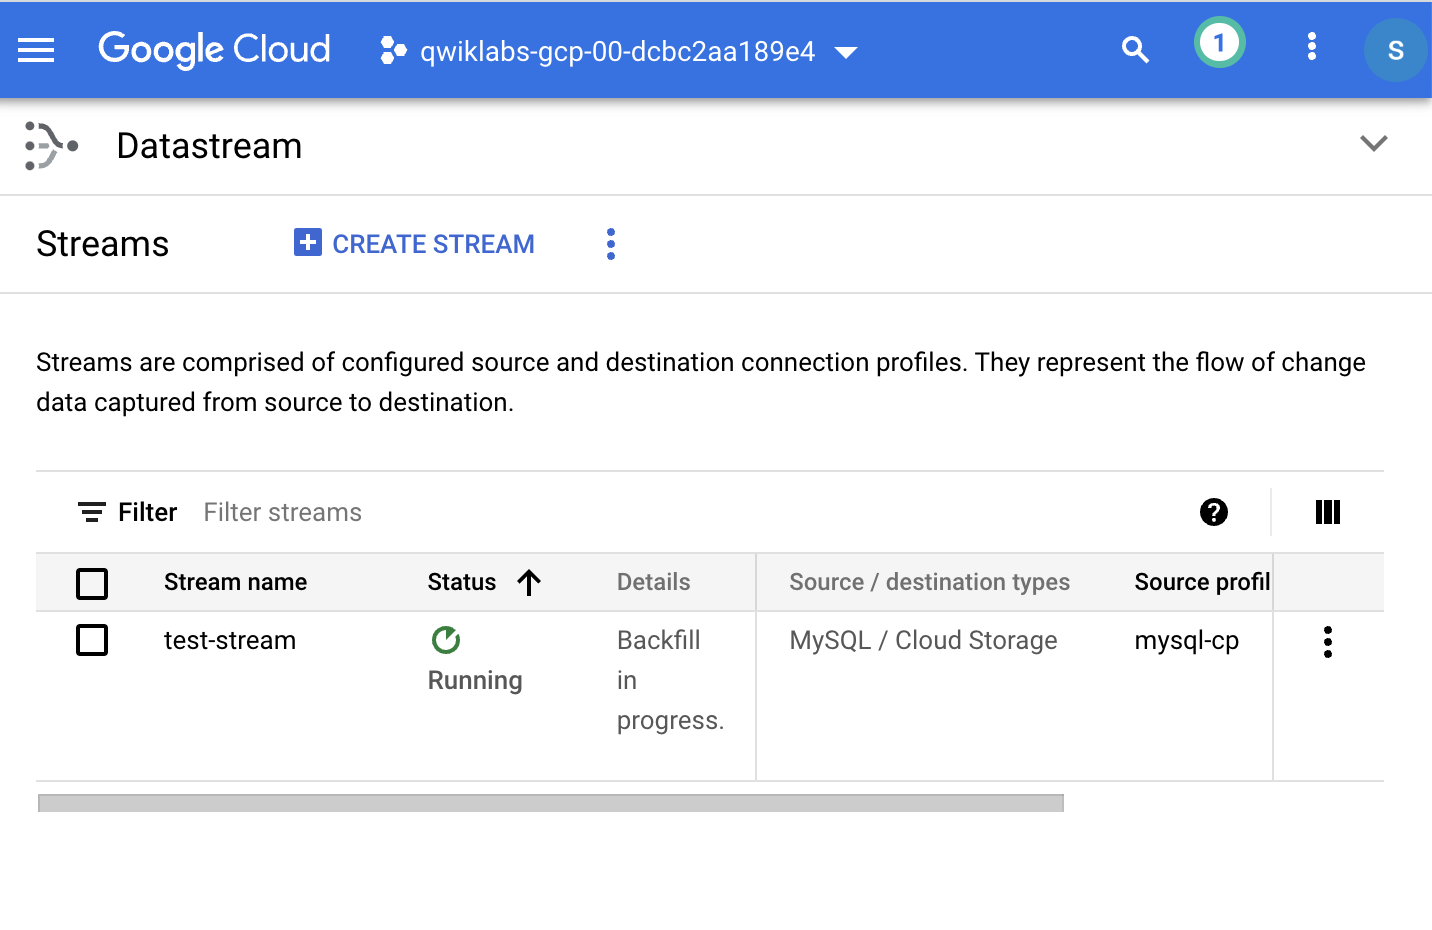 Google Cloud
qwiklabs-gcp-00-dcbc2aa189e4
1
S
Datastream
Streams
CREATE STREAM
Streams are comprised of configured source and destination connection profiles. They represent the flow of change
data captured from source to destination.
Filter Filter streams
?
Stream name Status Details Source / destination types Source profil
test-stream Running Backfill in progress. MySQL / Cloud Storage mysql-cp